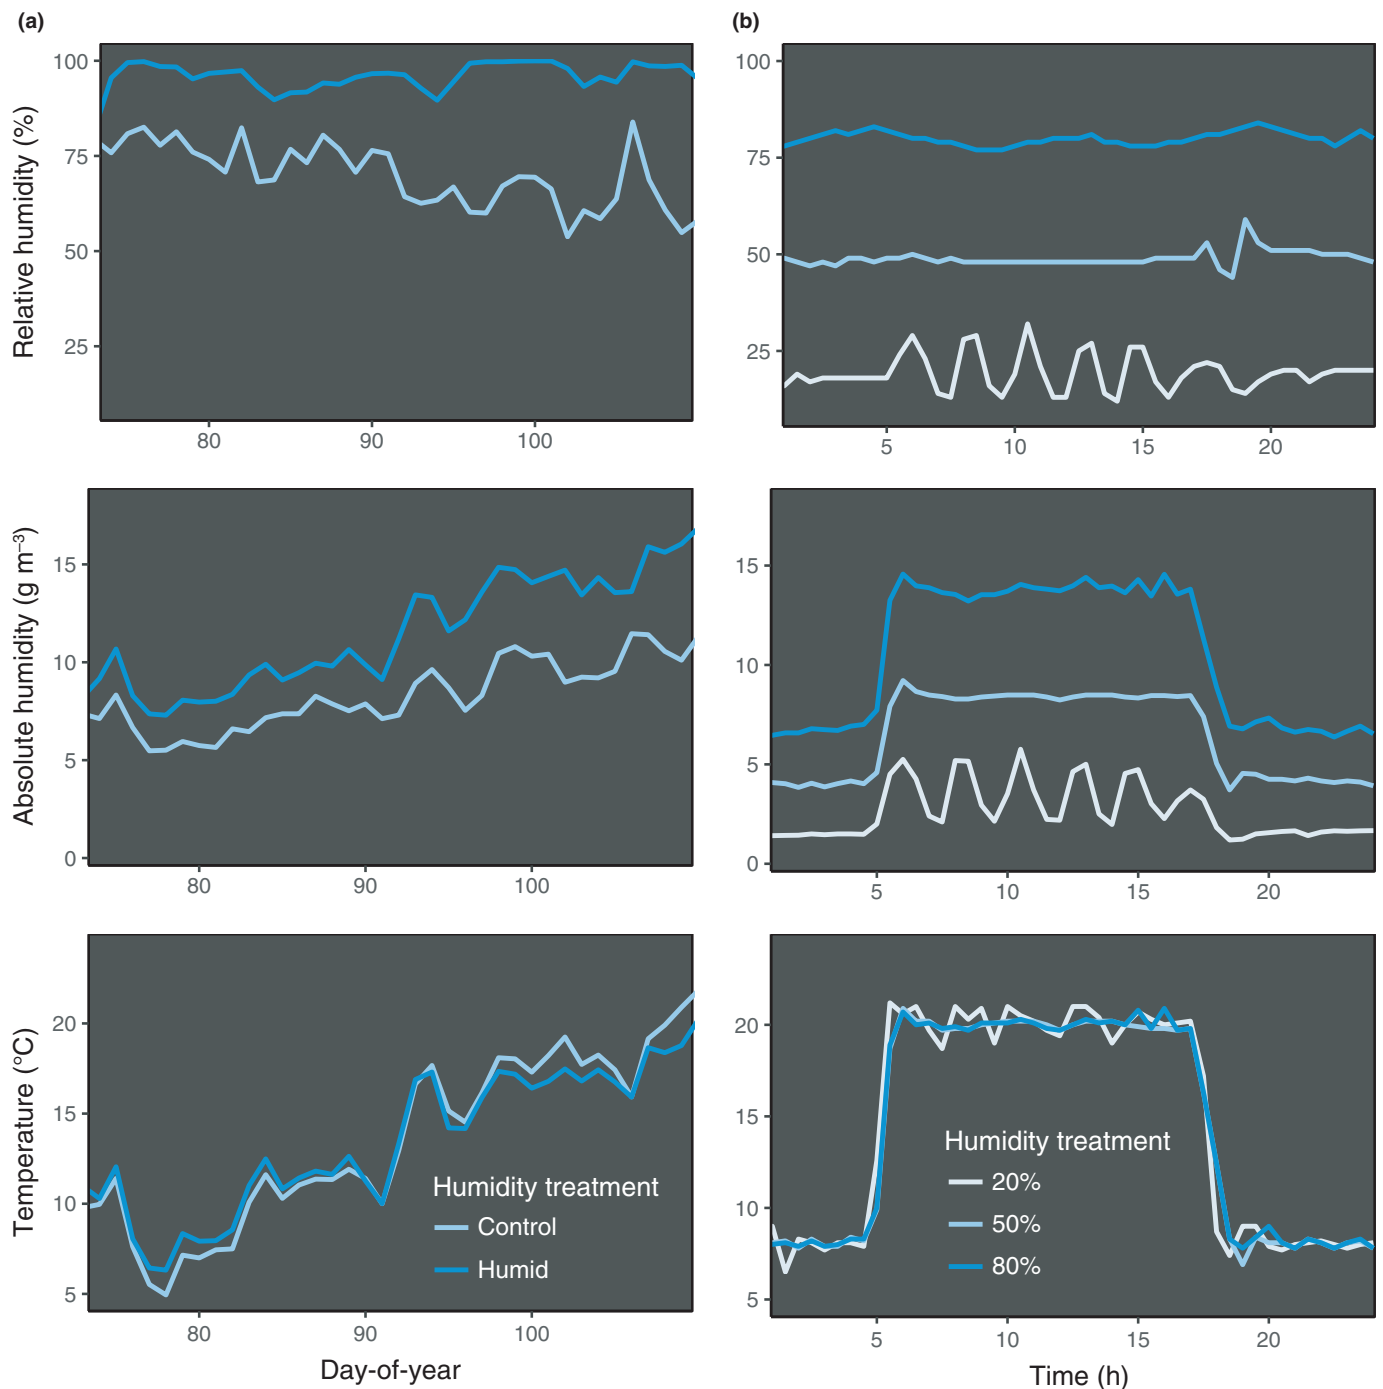 (a)
Relative humidity (%)
100
75
50
25
80 90 100
Absolute humidity (g m⁻³)
15
10
5
0
80 90 100
Temperature (°C)
20
15
10
5
Humidity treatment
Control
Humid
80 90 100
Day-of-year
(b)
100
75
50
25
5 10 15 20
15
10
5
0
5 10 15 20
20
15
10
5
Humidity treatment
20%
50%
80%
5 10 15 20
Time (h)